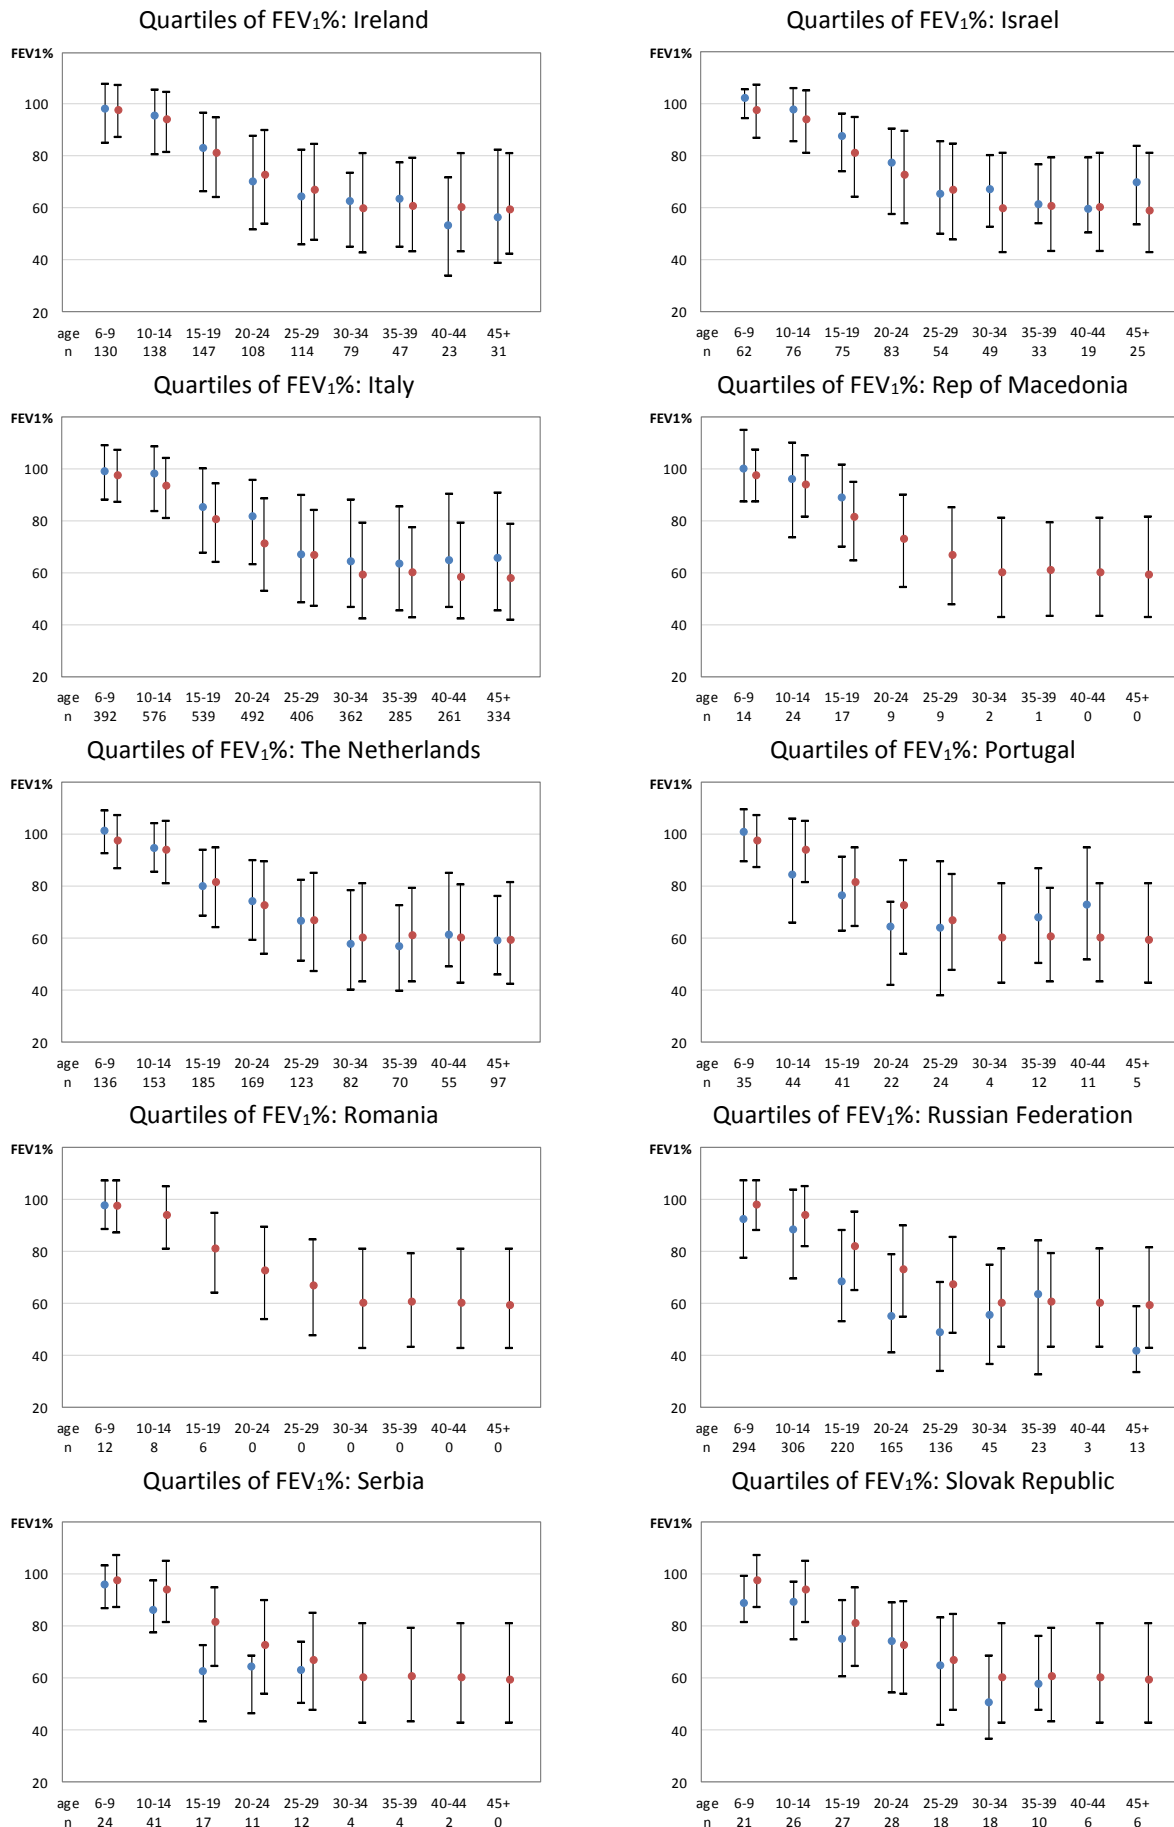 Quartiles of FEV₁%: Ireland
FEV1%
100
80
60
40
20
age 6-9 10-14 15-19 20-24 25-29 30-34 35-39 40-44 45+
n 130 138 147 108 114 79 47 23 31
Quartiles of FEV₁%: Israel
FEV1%
100
80
60
40
20
age 6-9 10-14 15-19 20-24 25-29 30-34 35-39 40-44 45+
n 62 76 75 83 54 49 33 19 25
Quartiles of FEV₁%: Italy
FEV1%
100
80
60
40
20
age 6-9 10-14 15-19 20-24 25-29 30-34 35-39 40-44 45+
n 392 576 539 492 406 362 285 261 334
Quartiles of FEV₁%: Rep of Macedonia
FEV1%
100
80
60
40
20
age 6-9 10-14 15-19 20-24 25-29 30-34 35-39 40-44 45+
n 14 24 17 9 9 2 1 0 0
Quartiles of FEV₁%: The Netherlands
FEV1%
100
80
60
40
20
age 6-9 10-14 15-19 20-24 25-29 30-34 35-39 40-44 45+
n 136 153 185 169 123 82 70 55 97
Quartiles of FEV₁%: Portugal
FEV1%
100
80
60
40
20
age 6-9 10-14 15-19 20-24 25-29 30-34 35-39 40-44 45+
n 35 44 41 22 24 4 12 11 5
Quartiles of FEV₁%: Romania
FEV1%
100
80
60
40
20
age 6-9 10-14 15-19 20-24 25-29 30-34 35-39 40-44 45+
n 12 8 6 0 0 0 0 0 0
Quartiles of FEV₁%: Russian Federation
FEV1%
100
80
60
40
20
age 6-9 10-14 15-19 20-24 25-29 30-34 35-39 40-44 45+
n 294 306 220 165 136 45 23 3 13
Quartiles of FEV₁%: Serbia
FEV1%
100
80
60
40
20
age 6-9 10-14 15-19 20-24 25-29 30-34 35-39 40-44 45+
n 24 41 17 11 12 4 4 2 0
Quartiles of FEV₁%: Slovak Republic
FEV1%
100
80
60
40
20
age 6-9 10-14 15-19 20-24 25-29 30-34 35-39 40-44 45+
n 21 26 27 28 18 18 10 6 6